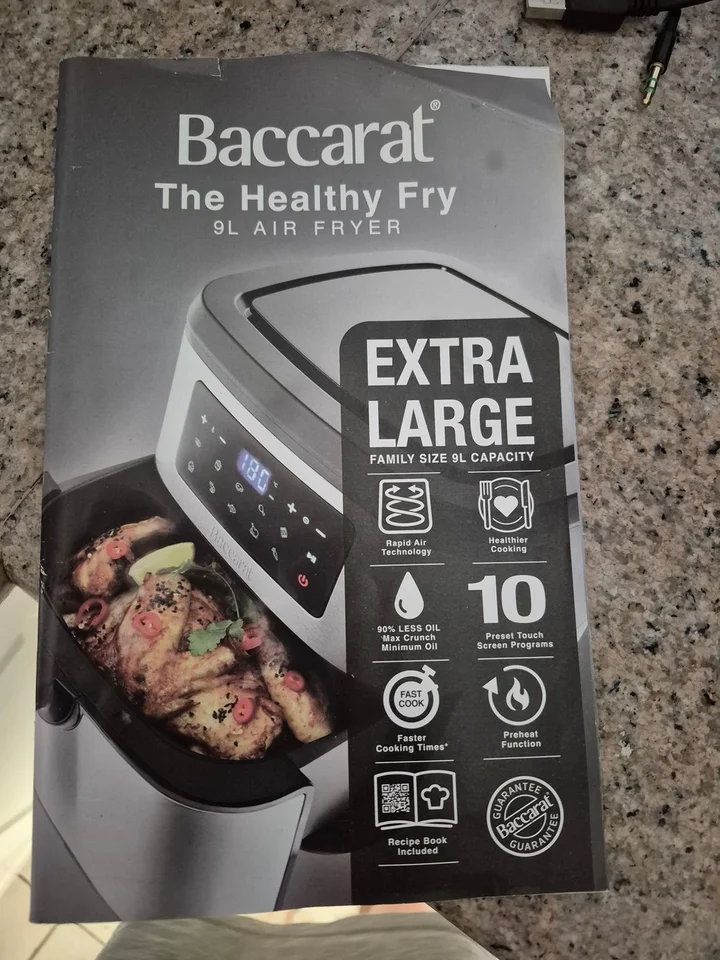 Baccarat®
The Healthy Fry
9L AIR FRYER
EXTRA
LARGE
FAMILY SIZE 9L CAPACITY
Rapid Air
Technology
Healthier
Cooking
90% LESS OIL
Max Crunch
Minimum Oil
10
Preset Touch
Screen Programs
FAST
COOK
Faster
Cooking Times*
Preheat
Function
Recipe Book
Included
GUARANTEE
Baccarat
GUARANTEE
180
Baccarat